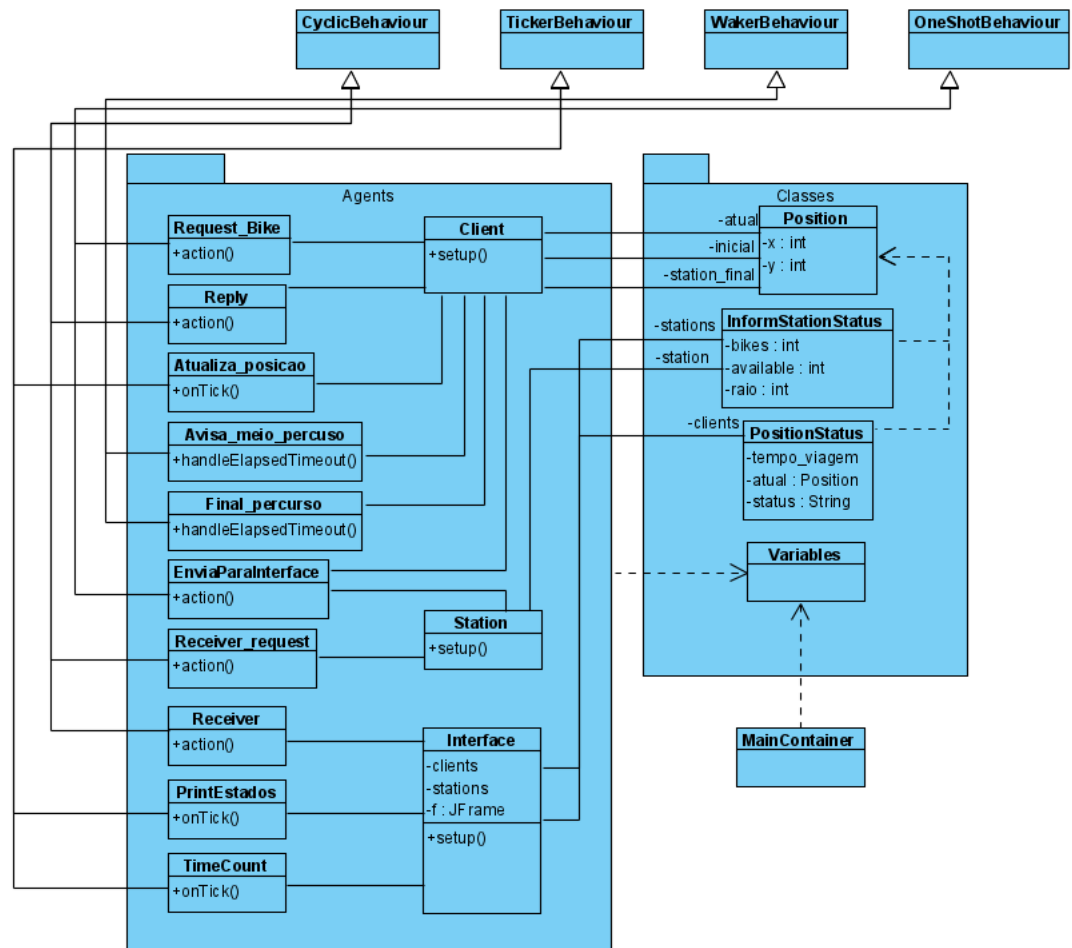 CyclicBehaviour
TickerBehaviour
WakerBehaviour
OneShotBehaviour
Agents
Request_Bike
+action()
Reply
+action()
Atualiza_posicao
+onTick()
Avisa_meio_percuso
+handleElapsedTimeout()
Final_percurso
+handleElapsedTimeout()
EnviaParaInterface
+action()
Receiver_request
+action()
Receiver
+action()
PrintEstados
+onTick()
TimeCount
+onTick()
Client
+setup()
Station
+setup()
Interface
-clients
-stations
-f : JFrame
+setup()
Classes
-atual
-inicial
-station_final
Position
-x : int
-y : int
-stations
-station
InformStationStatus
-bikes : int
-available : int
-raio : int
-clients
PositionStatus
-tempo_viagem
-atual : Position
-status : String
Variables
MainContainer